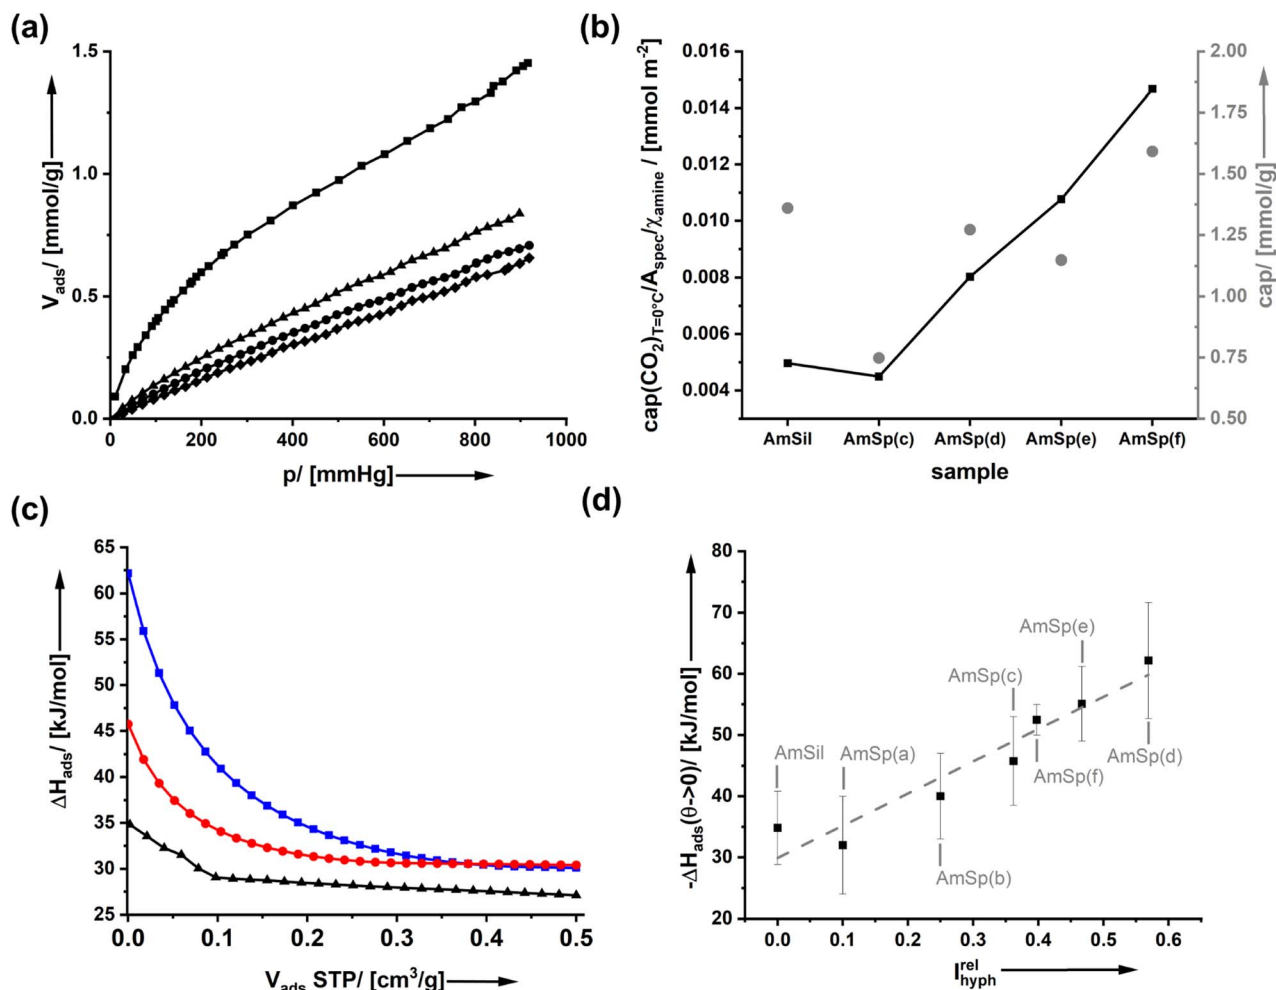 (a)
V_ads/ [mmol/g]
1.5
1.0
0.5
0.0
0 200 400 600 800 1000
p/ [mmHg]
(b)
cap(CO2)T=0°C/Aspec/χamine / [mmol m-2]
0.016
0.014
0.012
0.010
0.008
0.006
0.004
2.00
1.75
1.50
1.25
1.00
0.75
0.50
cap/ [mmol/g]
AmSil AmSp(c) AmSp(d) AmSp(e) AmSp(f)
sample
(c)
ΔHads/ [kJ/mol]
65
60
55
50
45
40
35
30
25
0.0 0.1 0.2 0.3 0.4 0.5
Vads STP/ [cm3/g]
(d)
-ΔHads(θ->0)/ [kJ/mol]
80
70
60
50
40
30
20
AmSp(e)
AmSp(c)
AmSil
AmSp(a)
AmSp(d)
AmSp(f)
AmSp(b)
0.0 0.1 0.2 0.3 0.4 0.5 0.6
I rel hyph